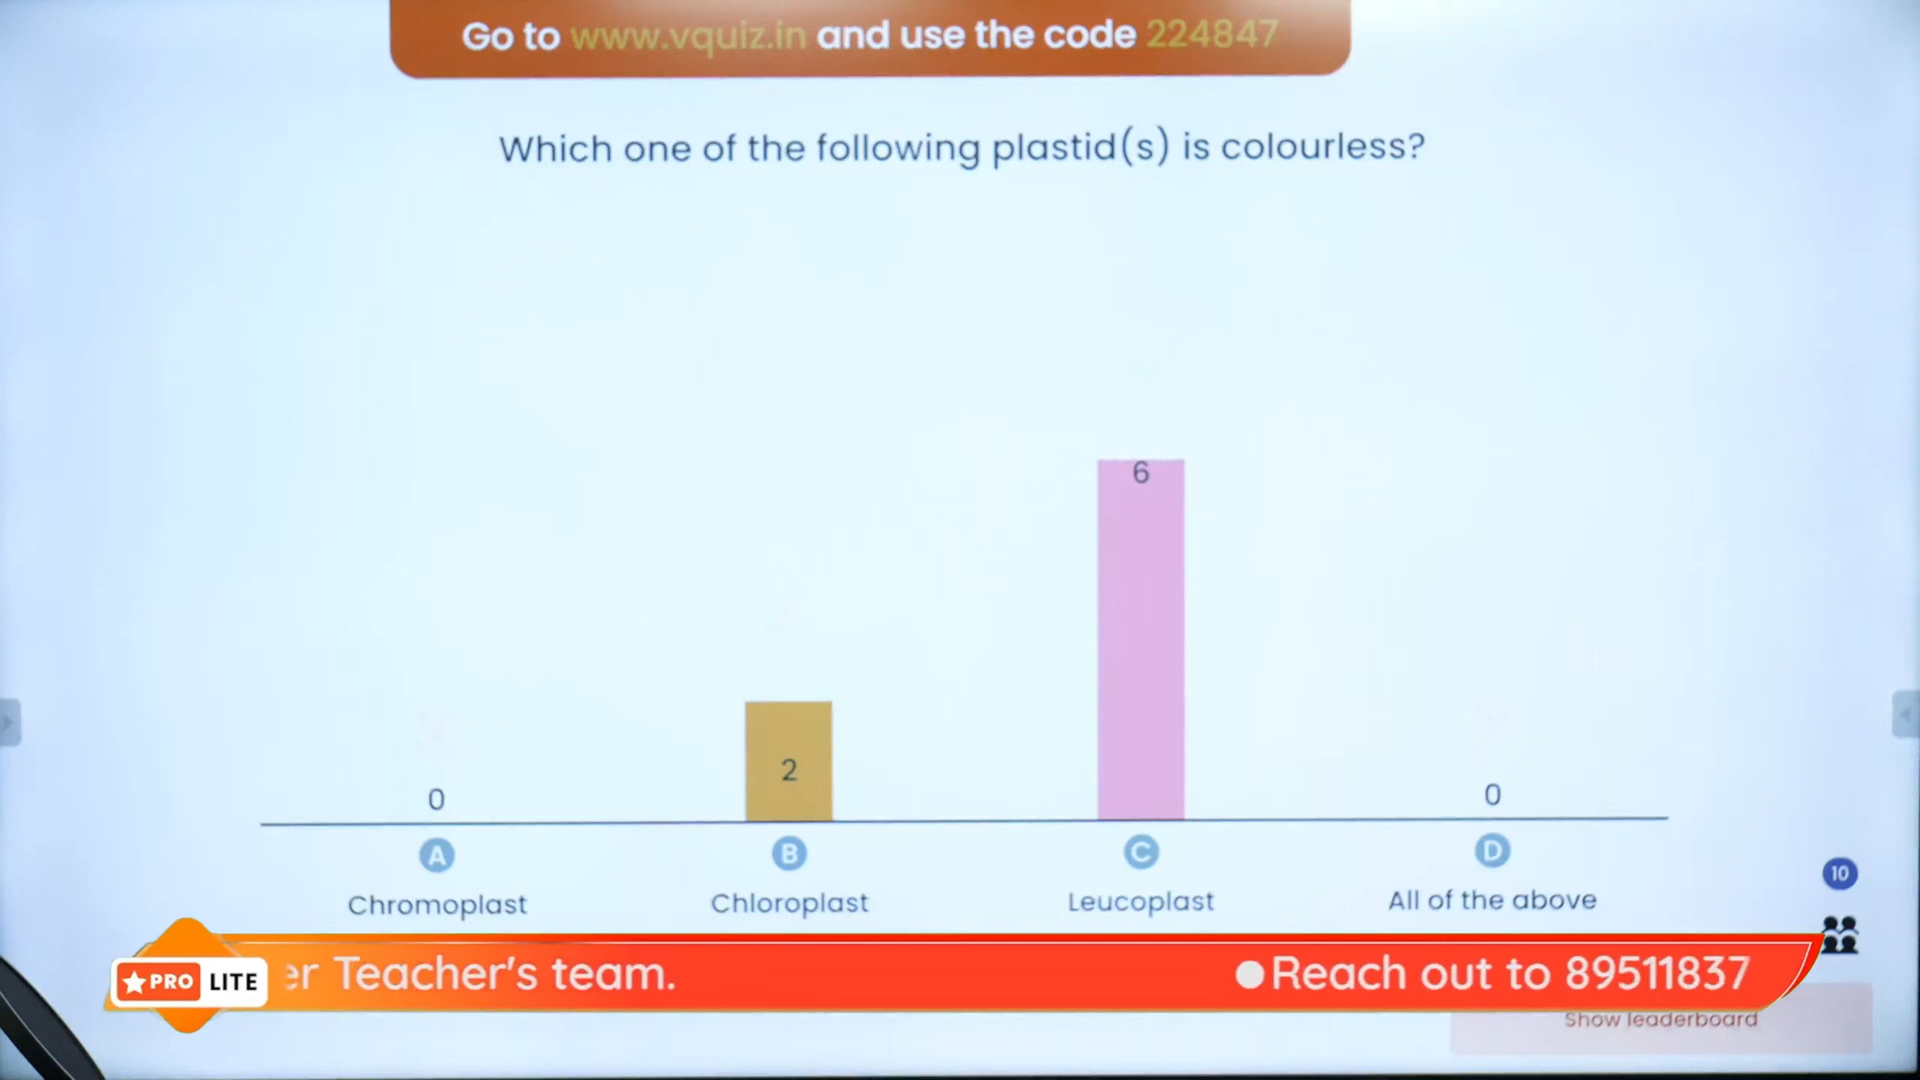 Go to www.vquiz.in and use the code 224847
Which one of the following plastid(s) is colourless?
6
2
0
0
A
B
C
D
Chromoplast
Chloroplast
Leucoplast
All of the above
10
PRO LITE
er Teacher's team.
Reach out to 89511837
Show leaderboard